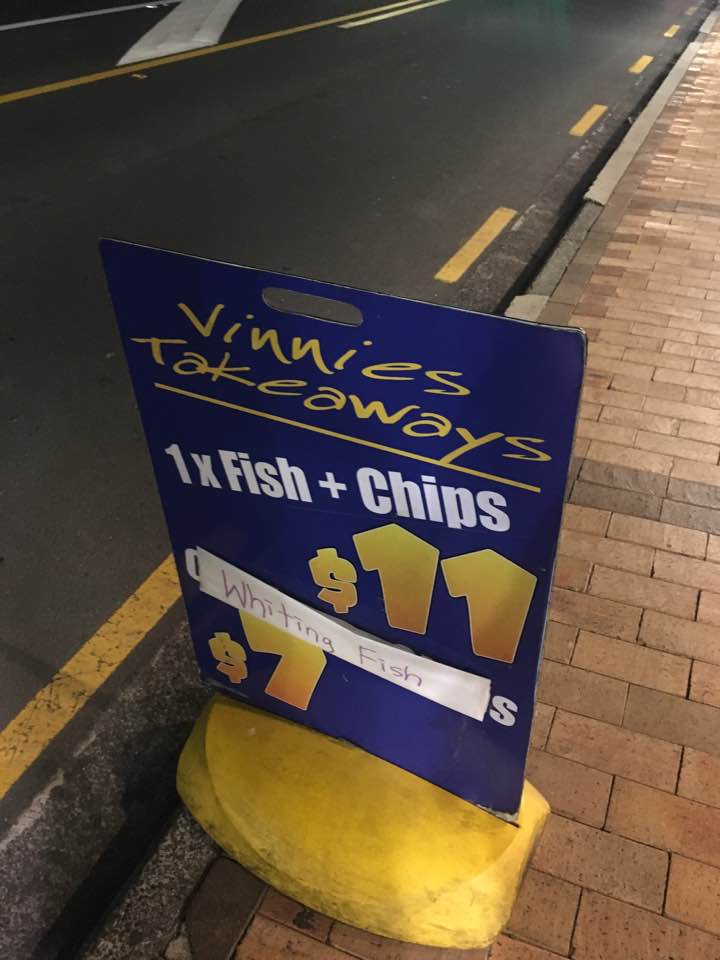 Vinnies
Takeaways
1 x Fish + Chips
$11
Whiting Fish
$7